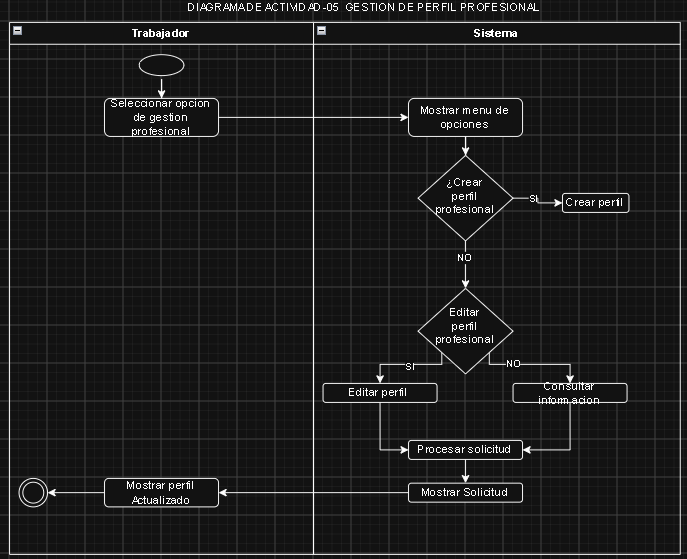 DIAGRAMA DE ACTIVIDAD-05 GESTION DE PERFIL PROFESIONAL
Trabajador
Sistema
Seleccionar opcion
de gestion
profesional
Mostrar menu de
opciones
¿Crear
perfil
profesional
SI
Crear perfil
NO
Editar
perfil
profesional
SI
NO
Editar perfil
Consultar
informacion
Procesar solicitud
Mostrar perfil
Actualizado
Mostrar Solicitud